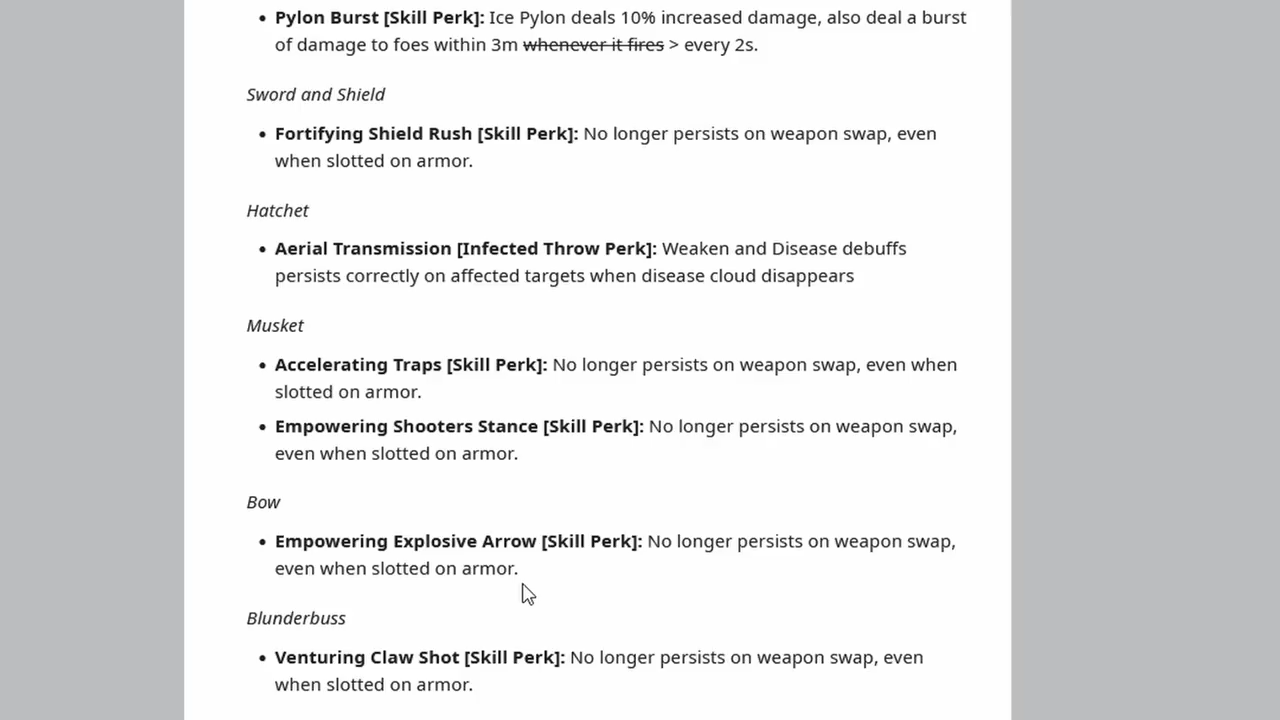 • Pylon Burst [Skill Perk]: Ice Pylon deals 10% increased damage, also deal a burst
of damage to foes within 3m whenever it fires > every 2s.
Sword and Shield
• Fortifying Shield Rush [Skill Perk]: No longer persists on weapon swap, even
when slotted on armor.
Hatchet
• Aerial Transmission [Infected Throw Perk]: Weaken and Disease debuffs
persists correctly on affected targets when disease cloud disappears
Musket
• Accelerating Traps [Skill Perk]: No longer persists on weapon swap, even when
slotted on armor.
• Empowering Shooters Stance [Skill Perk]: No longer persists on weapon swap,
even when slotted on armor.
Bow
• Empowering Explosive Arrow [Skill Perk]: No longer persists on weapon swap,
even when slotted on armor.
Blunderbuss
• Venturing Claw Shot [Skill Perk]: No longer persists on weapon swap, even
when slotted on armor.